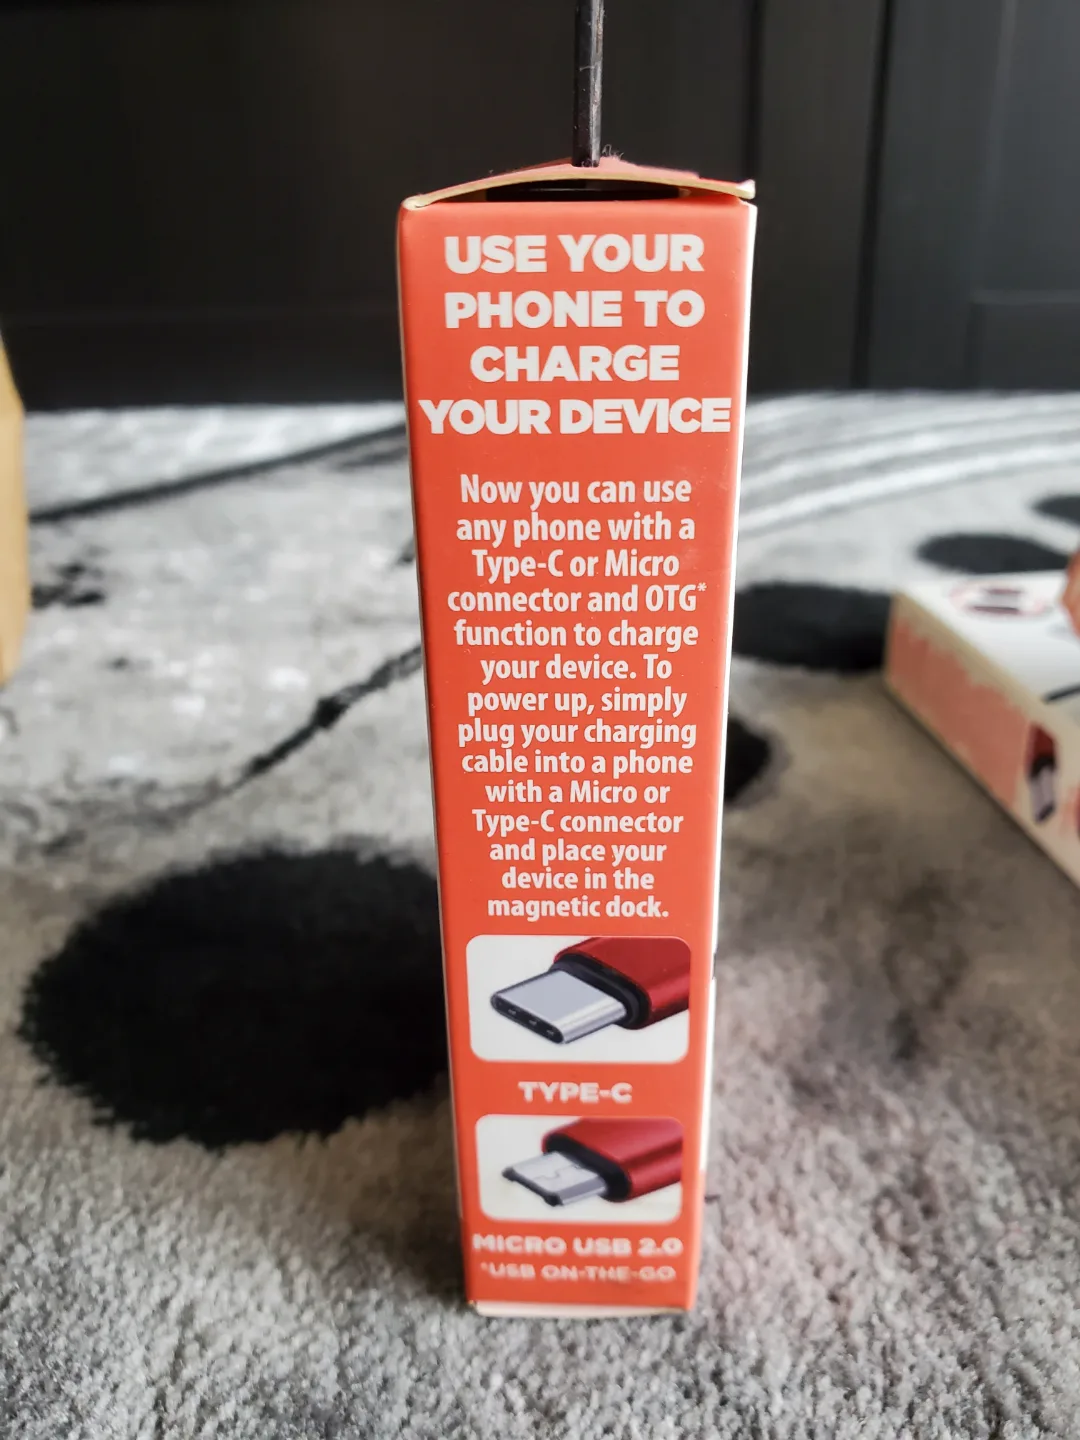 USE YOUR
PHONE TO
CHARGE
YOUR DEVICE
Now you can use
any phone with a
Type-C or Micro
connector and OTG*
function to charge
your device. To
power up, simply
plug your charging
cable into a phone
with a Micro or
Type-C connector
and place your
device in the
magnetic dock.
TYPE-C
MICRO USB 2.0
*USB ON-THE-GO